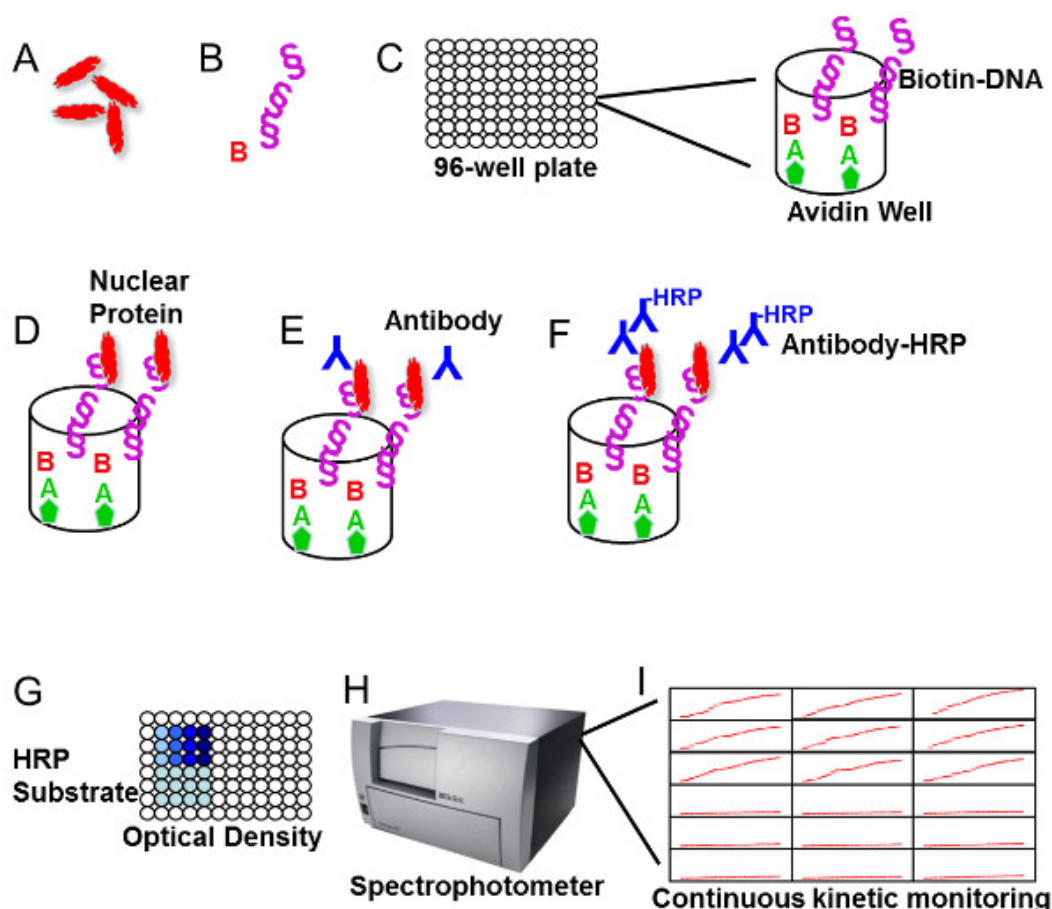 A
B
C
B
96-well plate
Biotin-DNA
B B
A A
Avidin Well
D
Nuclear
Protein
B B
A A
E
Antibody
B B
A A
F
-HRP
-HRP
Antibody-HRP
B B
A A
G
HRP
Substrate
Optical Density
H
Spectrophotometer
I
Continuous kinetic monitoring